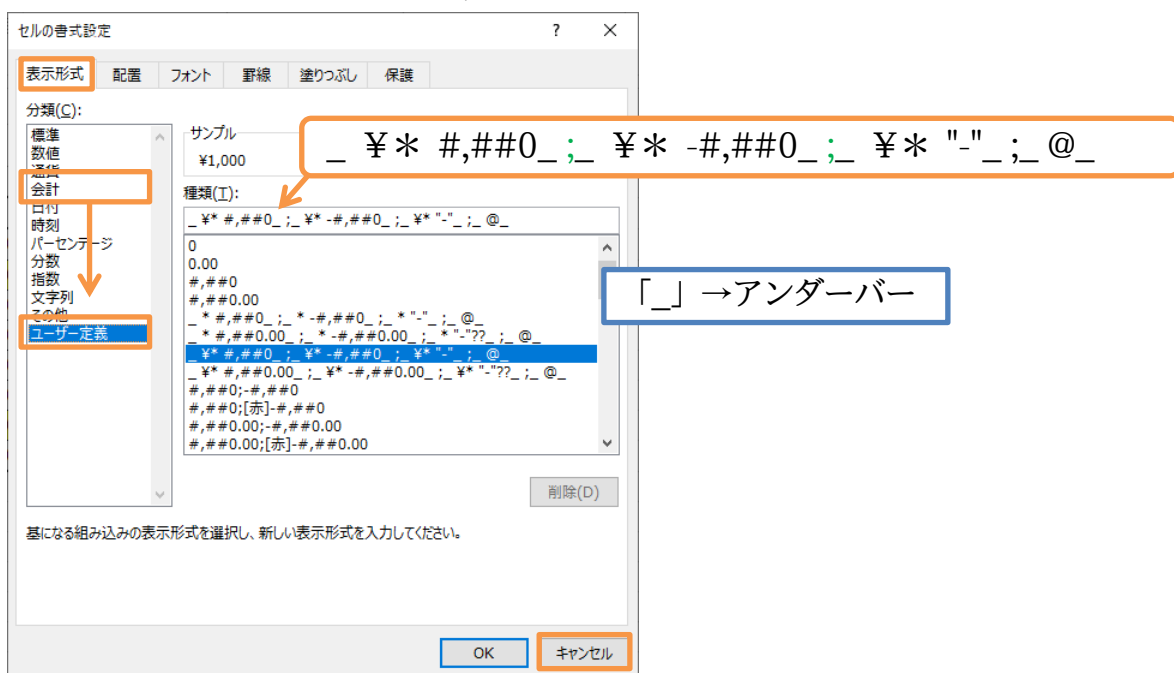 セルの書式設定 ? ×
表示形式 配置 フォント 罫線 塗りつぶし 保護
分類(C):
標準
数値
通貨
会計
日付
時刻
パーセンテージ
分数
指数
文字列
その他
ユーザー定義
サンプル
¥1,000
_ ¥* #,##0_ ;_ ¥* -#,##0_ ;_ ¥* "-"_ ;_ @_
種類(T):
_ ¥* #,##0_ ;_ ¥* -#,##0_ ;_ ¥* "-"_ ;_ @_
0
0.00
#,##0
#,##0.00
_ * #,##0_ ;_ * -#,##0_ ;_ * "-"_ ;_ @_
_ * #,##0.00_ ;_ * -#,##0.00_ ;_ * "-"??_ ;_ @_
_ ¥* #,##0_ ;_ ¥* -#,##0_ ;_ ¥* "-"_ ;_ @_
_ ¥* #,##0.00_ ;_ ¥* -#,##0.00_ ;_ ¥* "-"??_ ;_ @_
#,##0;-#,##0
#,##0;[赤]-#,##0
#,##0.00;-#,##0.00
#,##0.00;[赤]-#,##0.00
「_」→アンダーバー
削除(D)
基になる組み込みの表示形式を選択し、新しい表示形式を入力してください。
OK キャンセル